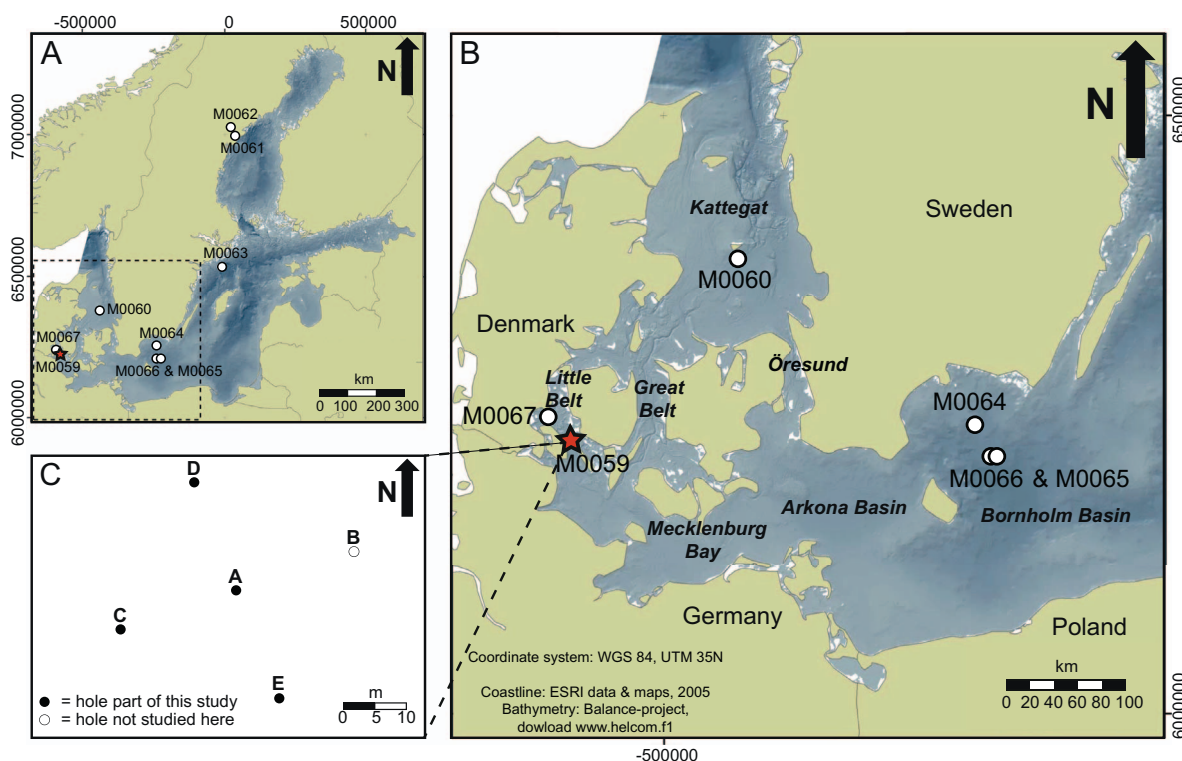 -500000
0
500000
A
N
7000000
6500000
6000000
M0062
M0061
M0063
M0060
M0067
M0059
M0064
M0066 & M0065
km
0 100 200 300
B
N
6500000
6000000
-500000
Kattegat
Sweden
M0060
Denmark
Little
Belt
Great
Belt
Öresund
M0067
M0059
M0064
M0066 & M0065
Arkona Basin
Bornholm Basin
Mecklenburg
Bay
Germany
Poland
Coordinate system: WGS 84, UTM 35N
Coastline: ESRI data & maps, 2005
Bathymetry: Balance-project,
dowload www.helcom.f1
km
0 20 40 60 80 100
C
N
D
B
A
C
E
= hole part of this study
= hole not studied here
m
0 5 10